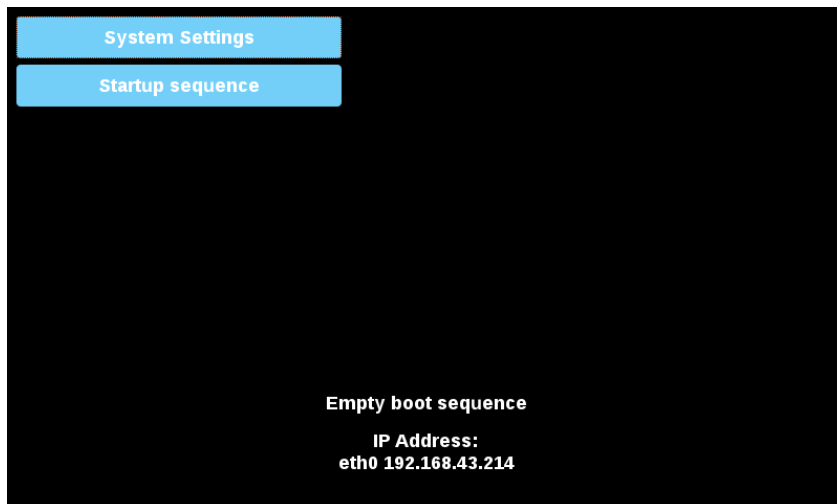 System Settings
Startup sequence
Empty boot sequence
IP Address:
eth0 192.168.43.214